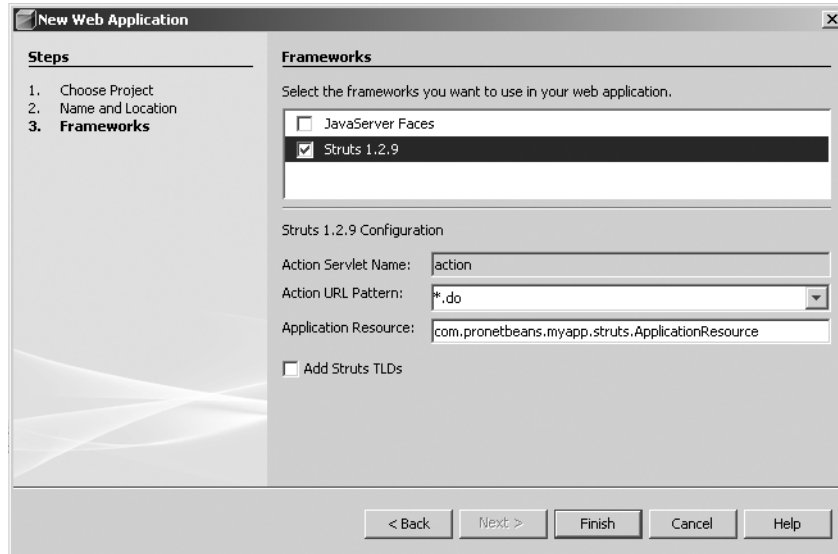 New Web Application
Steps
1. Choose Project
2. Name and Location
3. Frameworks
Frameworks
Select the frameworks you want to use in your web application.
JavaServer Faces
Struts 1.2.9
Struts 1.2.9 Configuration
Action Servlet Name: action
Action URL Pattern: *.do
Application Resource: com.pronetbeans.myapp.struts.ApplicationResource
Add Struts TLDs
< Back Next > Finish Cancel Help